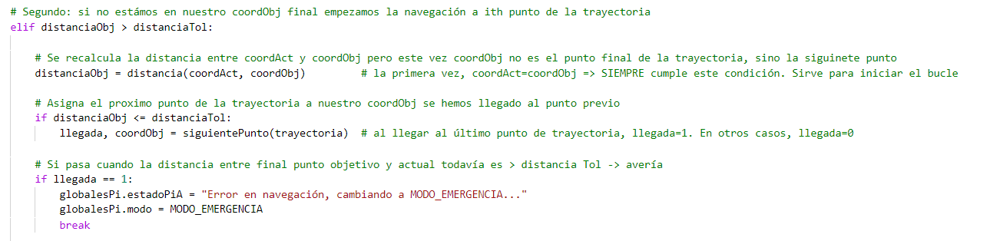 # Segundo: si no estámos en nuestro coordObj final empezamos la navegación a ith punto de la trayectoria
elif distanciaObj > distanciaTol:
# Se recalcula la distancia entre coordAct y coordObj pero este vez coordObj no es el punto final de la trayectoria, sino la siguinete punto
distanciaObj = distancia(coordAct, coordObj) # la primera vez, coordAct=coordObj => SIEMPRE cumple este condición. Sirve para iniciar el bucle
# Asigna el proximo punto de la trayectoria a nuestro coordObj se hemos llegado al punto previo
if distanciaObj <= distanciaTol:
llegada, coordObj = siguientePunto(trayectoria) # al llegar al último punto de trayectoria, llegada=1. En otros casos, llegada=0
# Si pasa cuando la distancia entre final punto objetivo y actual todavía es > distancia Tol -> avería
if llegada == 1:
globalesPi.estadoPiA = "Error en navegación, cambiando a MODO_EMERGENCIA..."
globalesPi.modo = MODO_EMERGENCIA
break